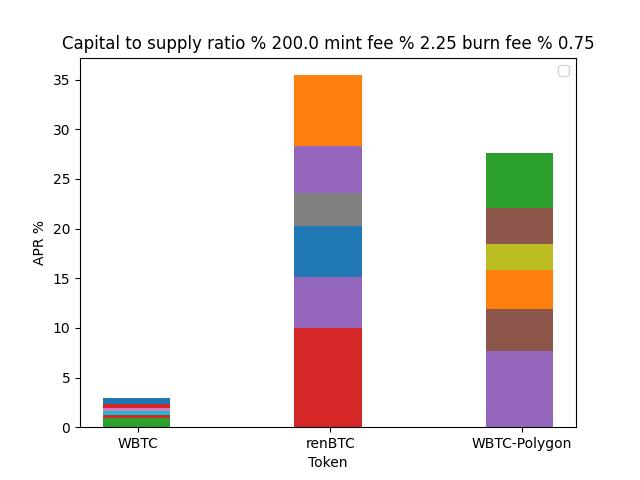 Capital to supply ratio % 200.0 mint fee % 2.25 burn fee % 0.75
APR %
35
30
25
20
15
10
5
0
WBTC renBTC WBTC-Polygon
Token